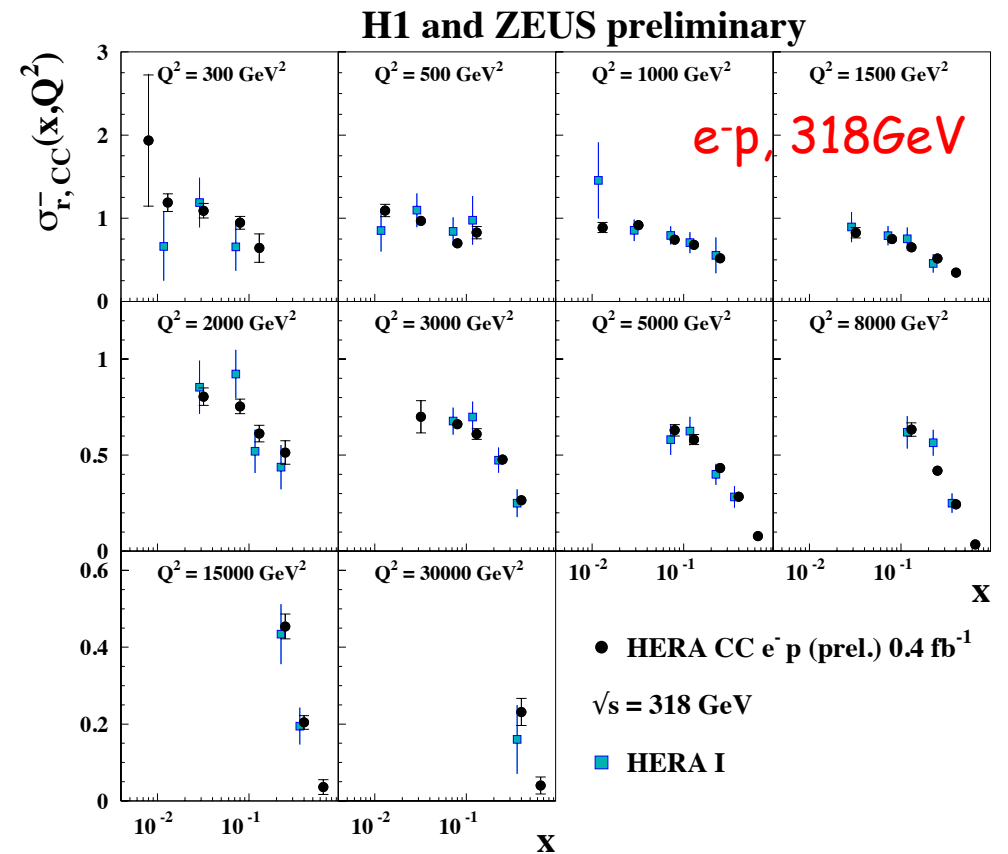 H1 and ZEUS preliminary
σ⁻r, CC(x,Q²)
3
2
1
0
Q² = 300 GeV²
Q² = 500 GeV²
Q² = 1000 GeV²
Q² = 1500 GeV²
e⁻p, 318GeV
1
0.5
0
Q² = 2000 GeV²
Q² = 3000 GeV²
Q² = 5000 GeV²
Q² = 8000 GeV²
0.6
0.4
0.2
0
Q² = 15000 GeV²
Q² = 30000 GeV²
10⁻² 10⁻¹
10⁻² 10⁻¹
x
HERA CC e⁻ p (prel.) 0.4 fb⁻¹
√s = 318 GeV
HERA I
10⁻² 10⁻¹
10⁻² 10⁻¹
x